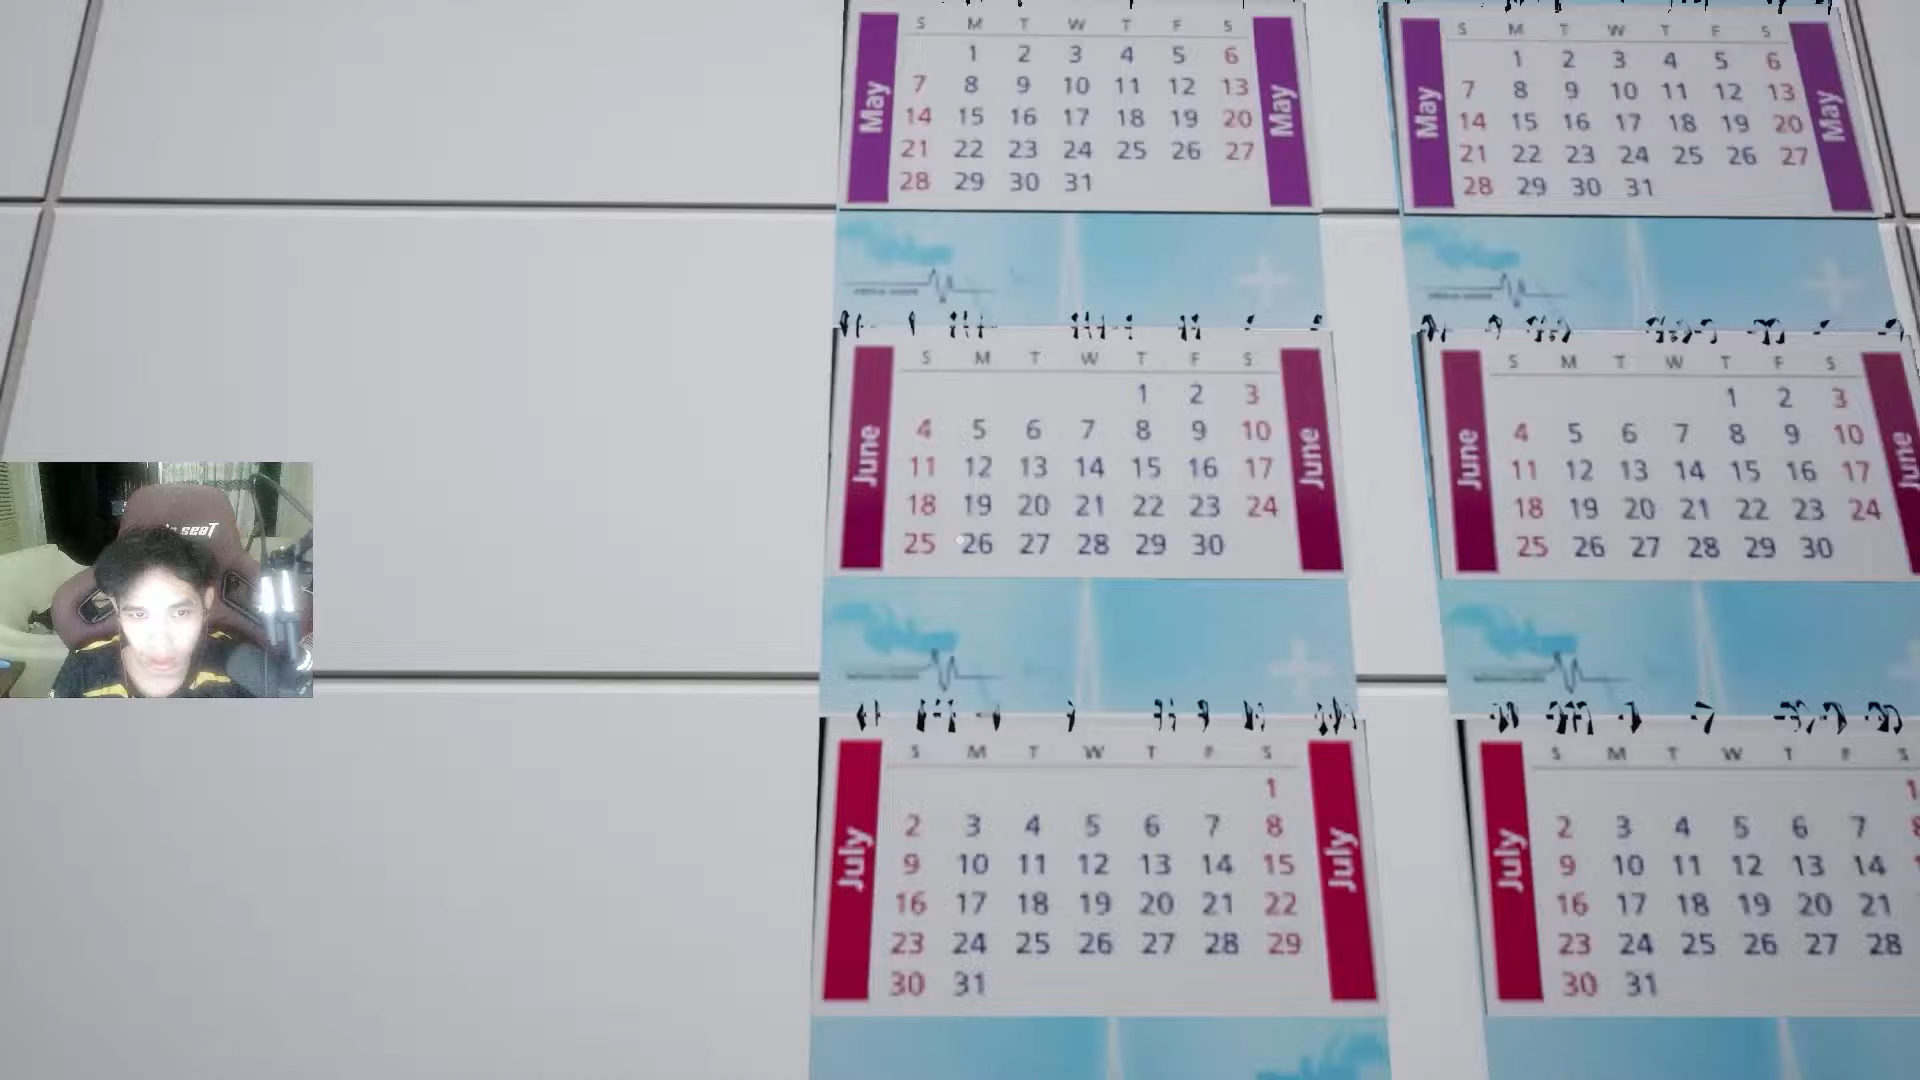 S M T W T F S
May
1 2 3 4 5 6
7 8 9 10 11 12 13
14 15 16 17 18 19 20
21 22 23 24 25 26 27
28 29 30 31
May
S M T W T F S
May
1 2 3 4 5 6
7 8 9 10 11 12 13
14 15 16 17 18 19 20
21 22 23 24 25 26 27
28 29 30 31
May
S M T W T F S
June
1 2 3
4 5 6 7 8 9 10
11 12 13 14 15 16 17
18 19 20 21 22 23 24
25 26 27 28 29 30
June
S M T W T F S
June
1 2 3
4 5 6 7 8 9 10
11 12 13 14 15 16 17
18 19 20 21 22 23 24
25 26 27 28 29 30
June
S M T W T F S
July
1
2 3 4 5 6 7 8
9 10 11 12 13 14 15
16 17 18 19 20 21 22
23 24 25 26 27 28 29
30 31
July
S M T W T F S
July
1
2 3 4 5 6 7 8
9 10 11 12 13 14
16 17 18 19 20 21
23 24 25 26 27 28
30 31
seaT